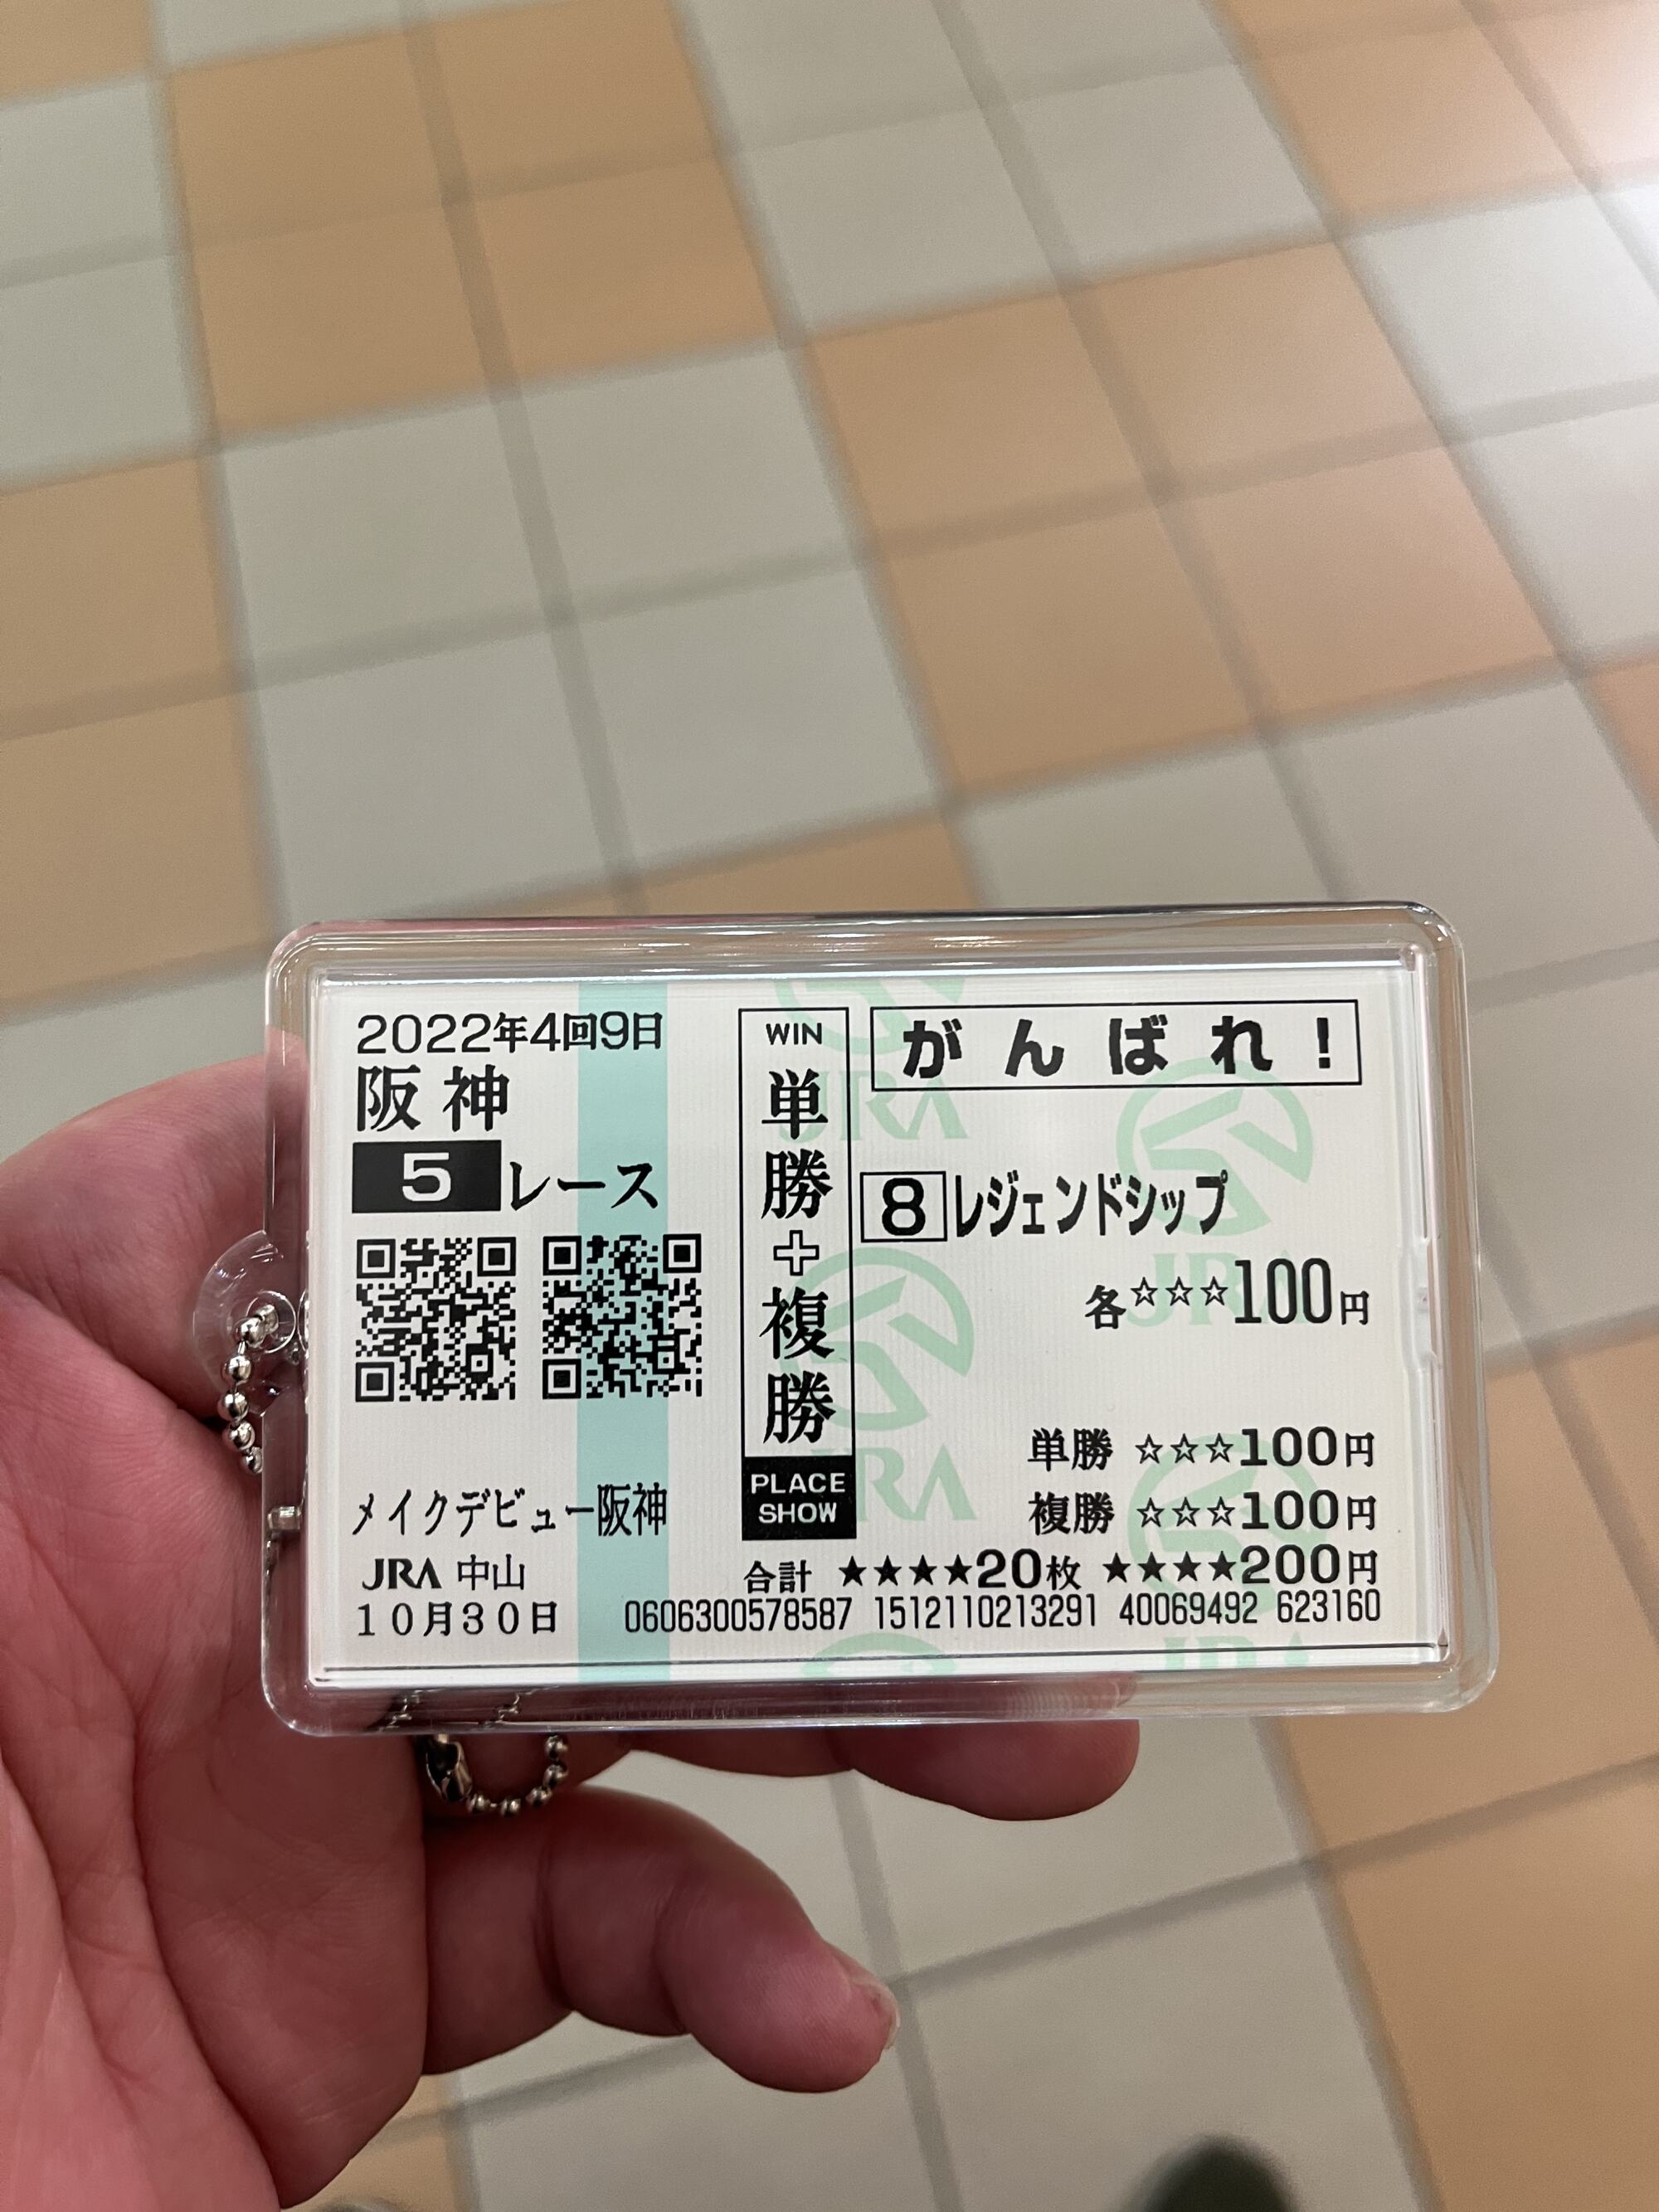 2022年4回9日
阪神
5レース
メイクデビュー阪神
JRA 中山
10月30日
WIN
単勝+複勝
PLACE
SHOW
がんばれ!
8 レジェンドシップ
各☆☆☆100円
単勝 ☆☆☆100円
複勝 ☆☆☆100円
合計 ★★★★20枚 ★★★★200円
0606300578587 1512110213291 40069492 623160
JRA
JRA
JRA